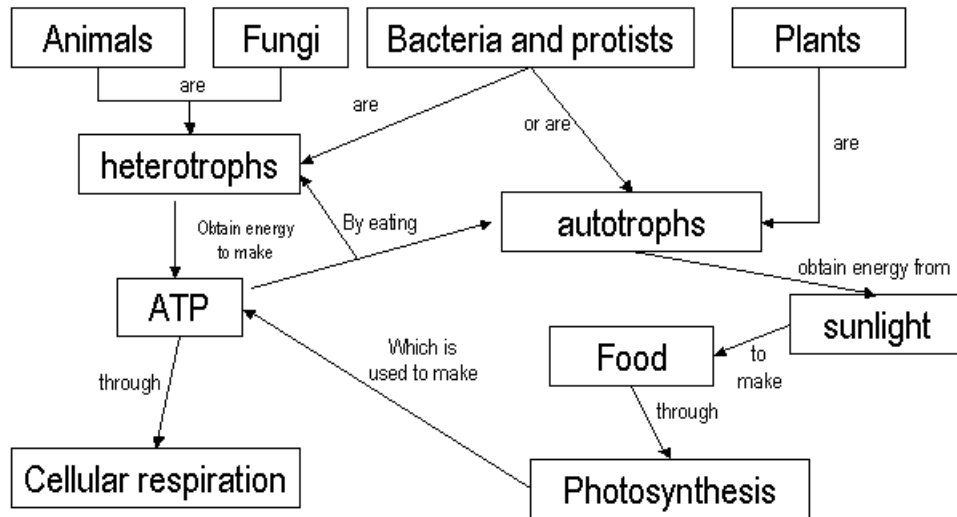 Animals
Fungi
Bacteria and protists
Plants
are
are
or are
are
heterotrophs
Obtain energy
to make
By eating
autotrophs
obtain energy from
ATP
sunlight
Which is
used to make
Food
to
make
through
through
Cellular respiration
Photosynthesis